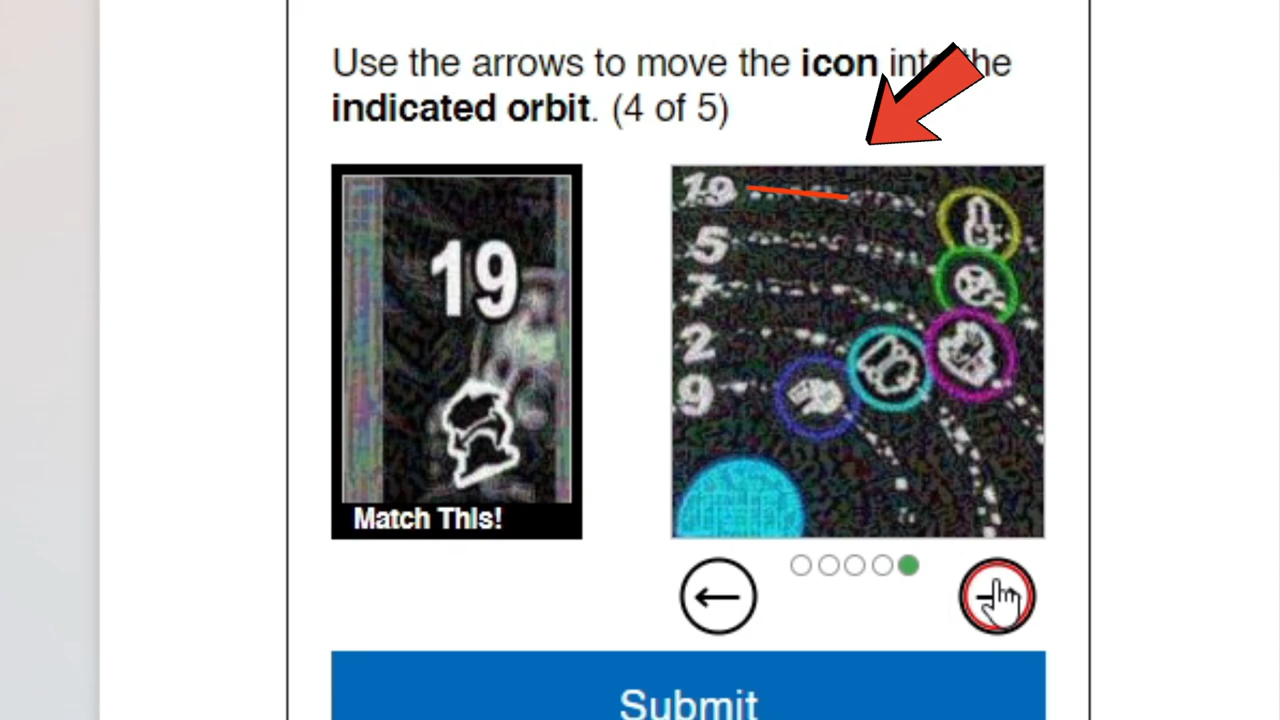 Use the arrows to move the icon into the
indicated orbit. (4 of 5)
19
Match This!
19
5
7
2
9
Submit